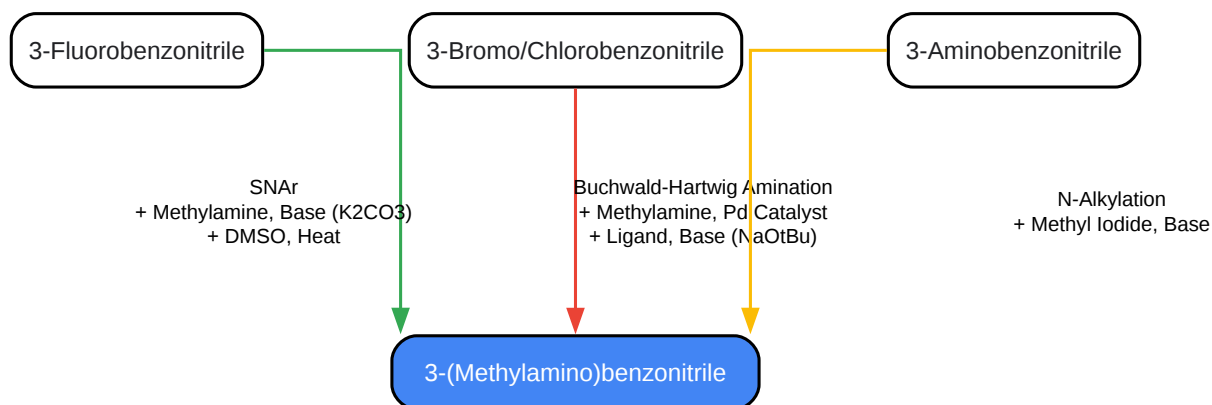 3-Fluorobenzonitrile
3-Bromo/Chlorobenzonitrile
3-Aminobenzonitrile
SNAr
+ Methylamine, Base (K2CO3)
+ DMSO, Heat
Buchwald-Hartwig Amination
+ Methylamine, Pd Catalyst
+ Ligand, Base (NaOtBu)
N-Alkylation
+ Methyl Iodide, Base
3-(Methylamino)benzonitrile